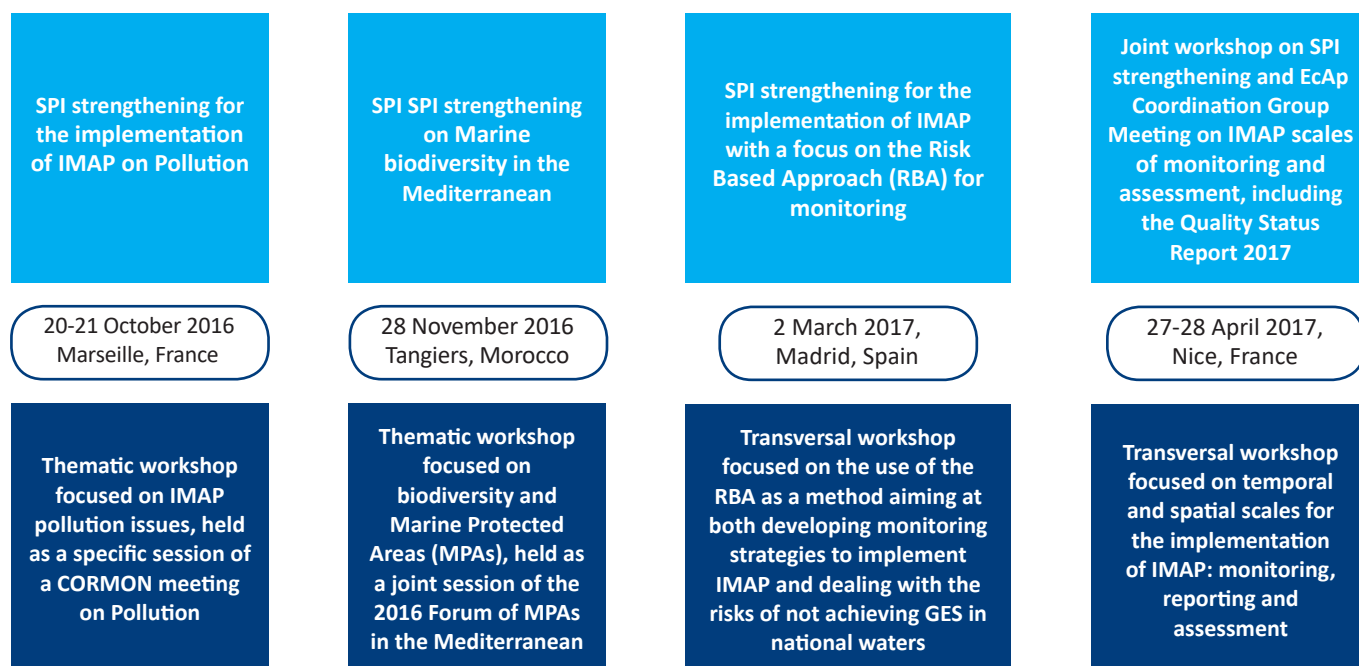 SPI strengthening for
the implementation
of IMAP on Pollution
20-21 October 2016
Marseille, France
Thematic workshop
focused on IMAP
pollution issues, held
as a specific session of
a CORMON meeting
on Pollution
SPI SPI strengthening
on Marine
biodiversity in the
Mediterranean
28 November 2016
Tangiers, Morocco
Thematic workshop
focused on
biodiversity and
Marine Protected
Areas (MPAs), held as
a joint session of the
2016 Forum of MPAs
in the Mediterranean
SPI strengthening for the
implementation of IMAP
with a focus on the Risk
Based Approach (RBA) for
monitoring
2 March 2017,
Madrid, Spain
Transversal workshop
focused on the use of the
RBA as a method aiming at
both developing monitoring
strategies to implement
IMAP and dealing with the
risks of not achieving GES in
national waters
Joint workshop on SPI
strengthening and EcAp
Coordination Group
Meeting on IMAP scales
of monitoring and
assessment, including
the Quality Status
Report 2017
27-28 April 2017,
Nice, France
Transversal workshop
focused on temporal
and spatial scales for
the implementation
of IMAP: monitoring,
reporting and
assessment